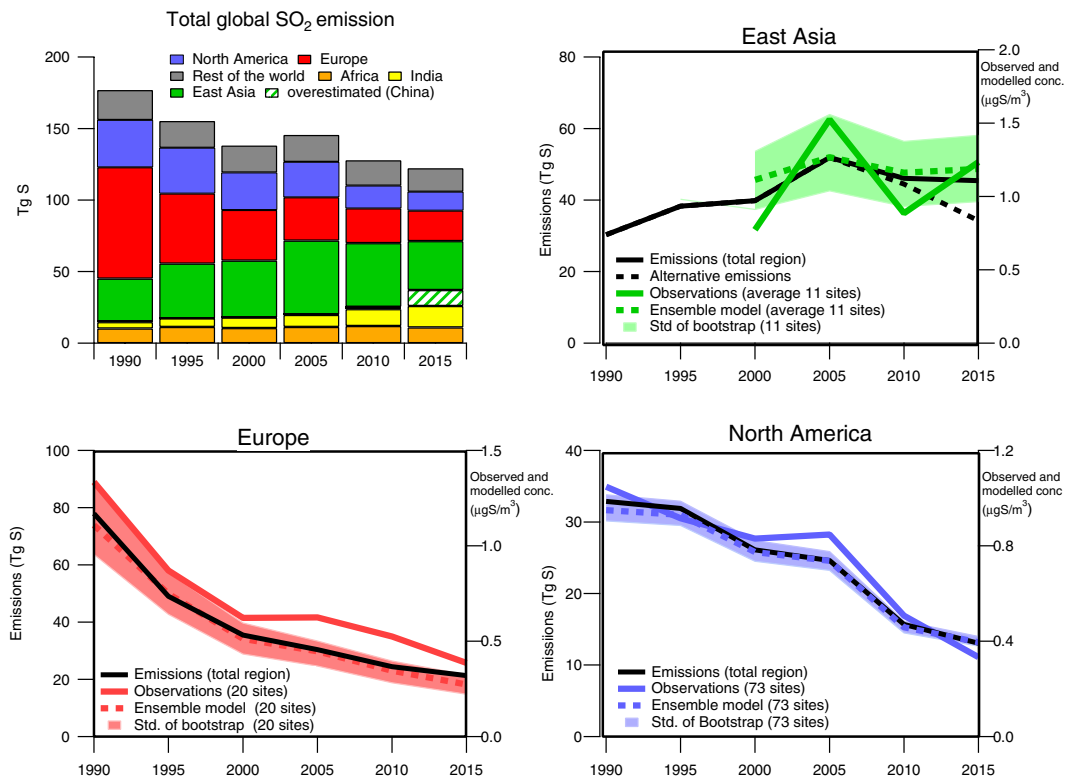 Total global SO2 emission
200
150
100
50
0
Tg S
North America Europe
Rest of the world Africa India
East Asia overestimated (China)
1990 1995 2000 2005 2010 2015
East Asia
80
60
40
20
0
Emissions (Tg S)
2.0
1.5
1.0
0.5
0.0
Observed and
modelled conc.
(µgS/m3)
Emissions (total region)
Alternative emissions
Observations (average 11 sites)
Ensemble model (average 11 sites)
Std of bootstrap (11 sites)
1990 1995 2000 2005 2010 2015
Europe
100
80
60
40
20
0
Emissions (Tg S)
1.5
1.0
0.5
0.0
Observed and
modelled conc.
(µgS/m3)
Emissions (total region)
Observations (20 sites)
Ensemble model (20 sites)
Std. of bootstrap (20 sites)
1990 1995 2000 2005 2010 2015
North America
40
30
20
10
0
Emisiions (Tg S)
1.2
0.8
0.4
0.0
Observed and
modelled conc
(µgS/m3)
Emissions (total region)
Observations (73 sites)
Ensemble model (73 sites)
Std. of Bootstrap (73 sites)
1990 1995 2000 2005 2010 2015